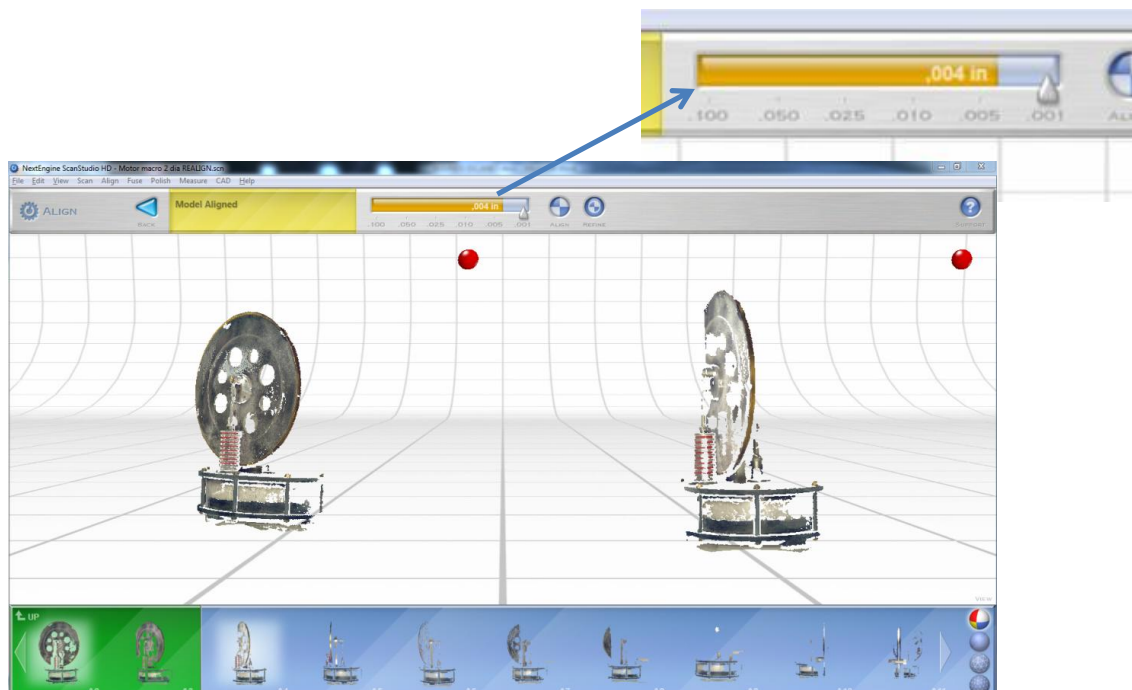 ,004 in
.100 .050 .025 .010 .005 .001
NextEngine ScanStudio HD - Motor macro 2 dia REALIGN.scn
File Edit View Scan Align Fuse Polish Measure CAD Help
ALIGN
BACK
Model Aligned
,004 in
.100 .050 .025 .010 .005 .001
ALIGN
REFINE
SUPPORT
VIEW
UP